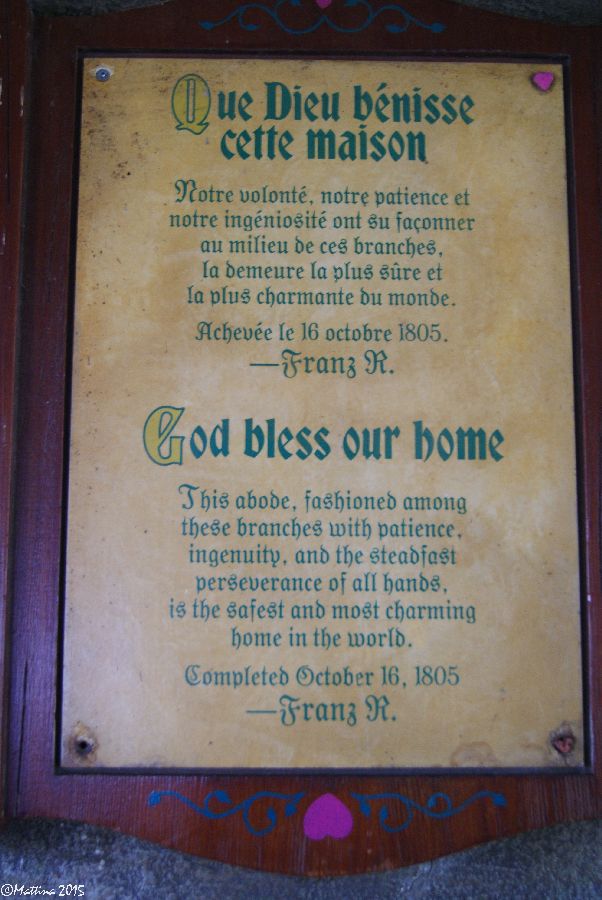 Que Dieu bénisse
cette maison
Notre volonté, notre patience et
notre ingéniosité ont su façonner
au milieu de ces branches,
la demeure la plus sûre et
la plus charmante du monde.
Achevée le 16 octobre 1805.
—Franz R.
God bless our home
This abode, fashioned among
these branches with patience,
ingenuity, and the steadfast
perseverance of all hands,
is the safest and most charming
home in the world.
Completed October 16, 1805
—Franz R.
©Mattina 2015